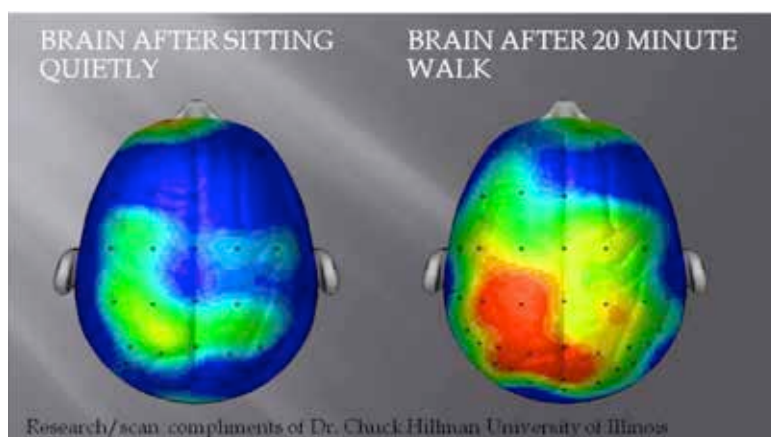 BRAIN AFTER SITTING
QUIETLY
BRAIN AFTER 20 MINUTE
WALK
Research/scan compliments of Dr. Chuck Hillman University of Illinois